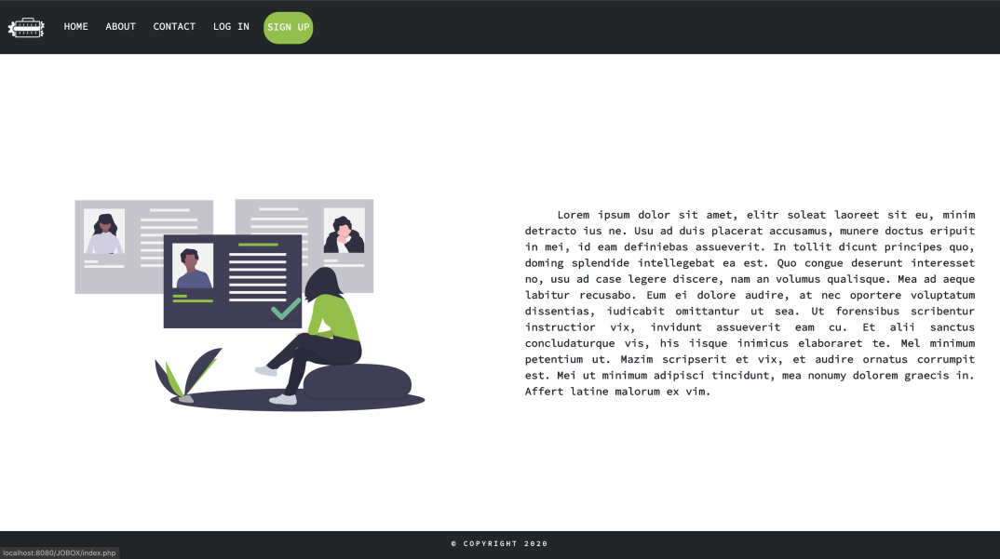 HOME ABOUT CONTACT LOG IN SIGN UP
Lorem ipsum dolor sit amet, elitr soleat laoreet sit eu, minim
detracto ius ne. Usu ad duis placerat accusamus, munere doctus eripuit
in mei, id eam definiebas assueverit. In tollit dicunt principes quo,
doming splendide intellegebat ea est. Quo congue deserunt interesset
no, usu ad case legere discere, nam an volumus qualisque. Mea ad aeque
labitur recusabo. Eum ei dolore audire, at nec oportere voluptatum
dissentias, iudicabit omittantur ut sea. Ut forensibus scribentur
instructior vix, invidunt assueverit eam cu. Et alii sanctus
concludaturque vis, his iisque inimicus elaboraret te. Mel minimum
petentium ut. Mazim scripserit et vix, et audire ornatus corrumpit
est. Mei ut minimum adipisci tincidunt, mea nonumy dolorem graecis in.
Affert latine malorum ex vim.
© COPYRIGHT 2020
localhost:8080/JOBOX/index.php